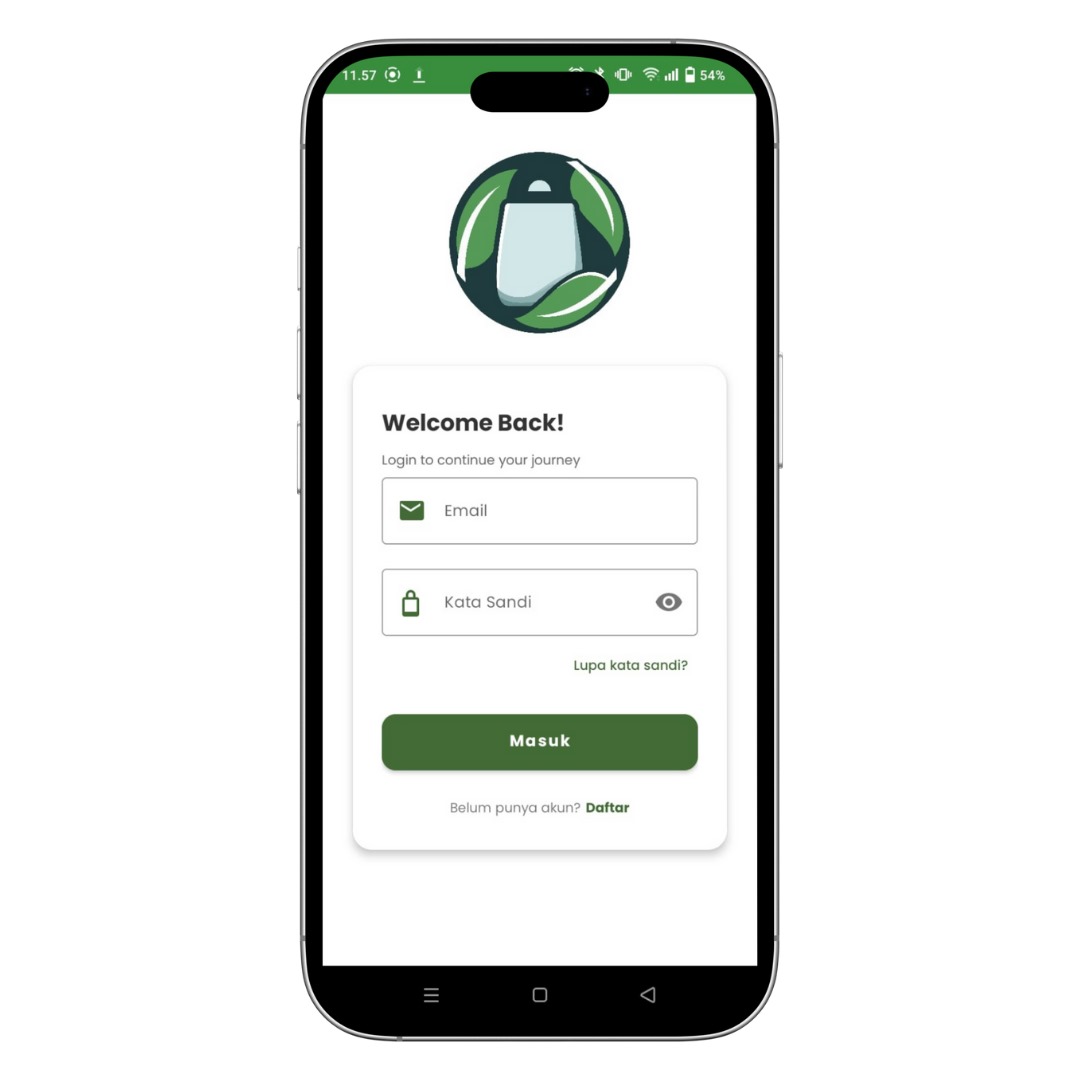 11.57 54%
Welcome Back!
Login to continue your journey
Email
Kata Sandi
Lupa kata sandi?
Masuk
Belum punya akun? Daftar